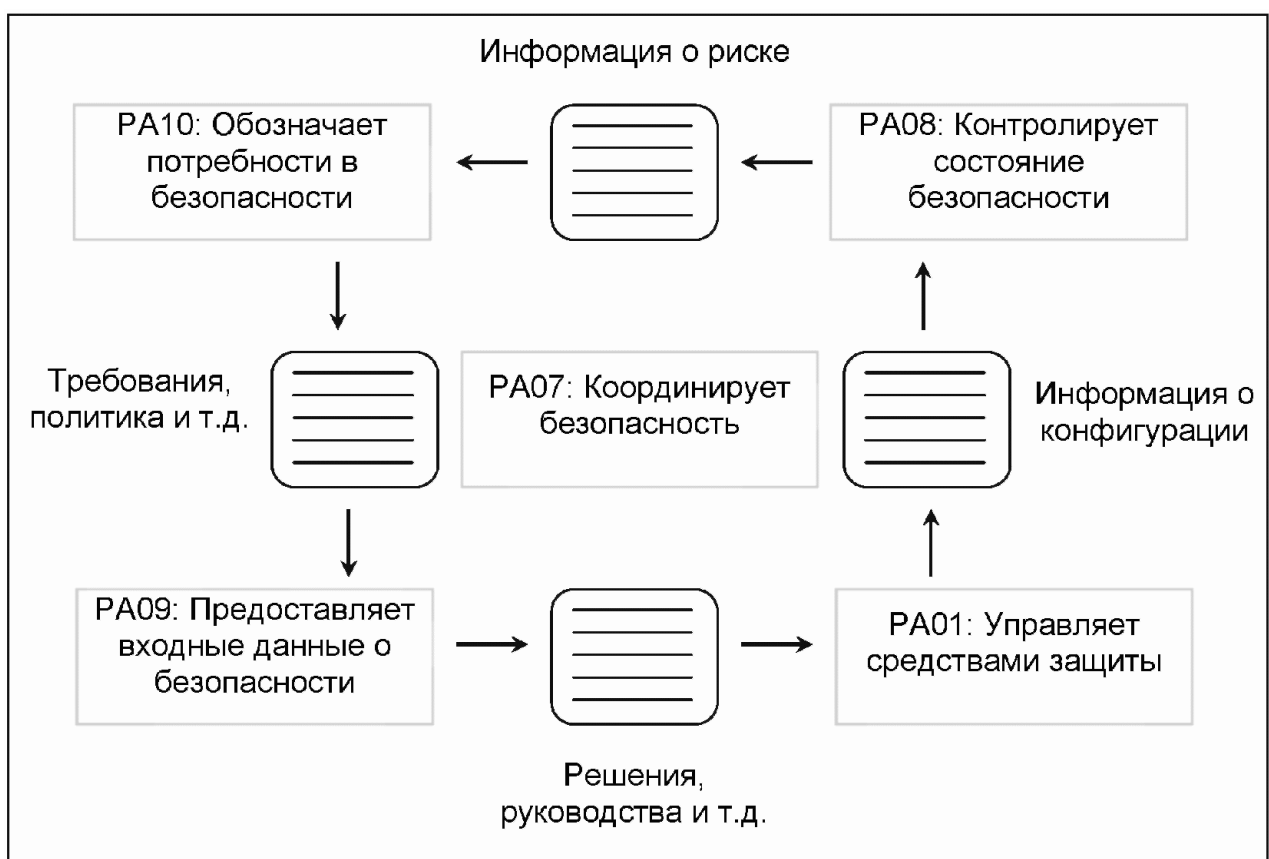 Информация о риске
PA10: Обозначает
потребности в
безопасности
PA08: Контролирует
состояние
безопасности
Требования,
политика и т.д.
PA07: Координирует
безопасность
Информация о
конфигурации
PA09: Предоставляет
входные данные о
безопасности
PA01: Управляет
средствами защиты
Решения,
руководства и т.д.